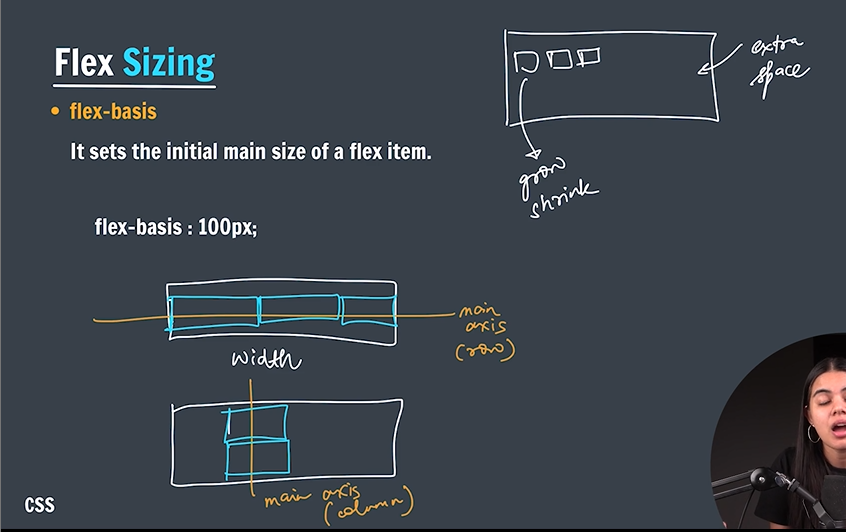 Flex Sizing
• flex-basis
It sets the initial main size of a flex item.
flex-basis : 100px;
extra
space
grow
shrink
main
axis
(row)
width
main axis
(column)
CSS